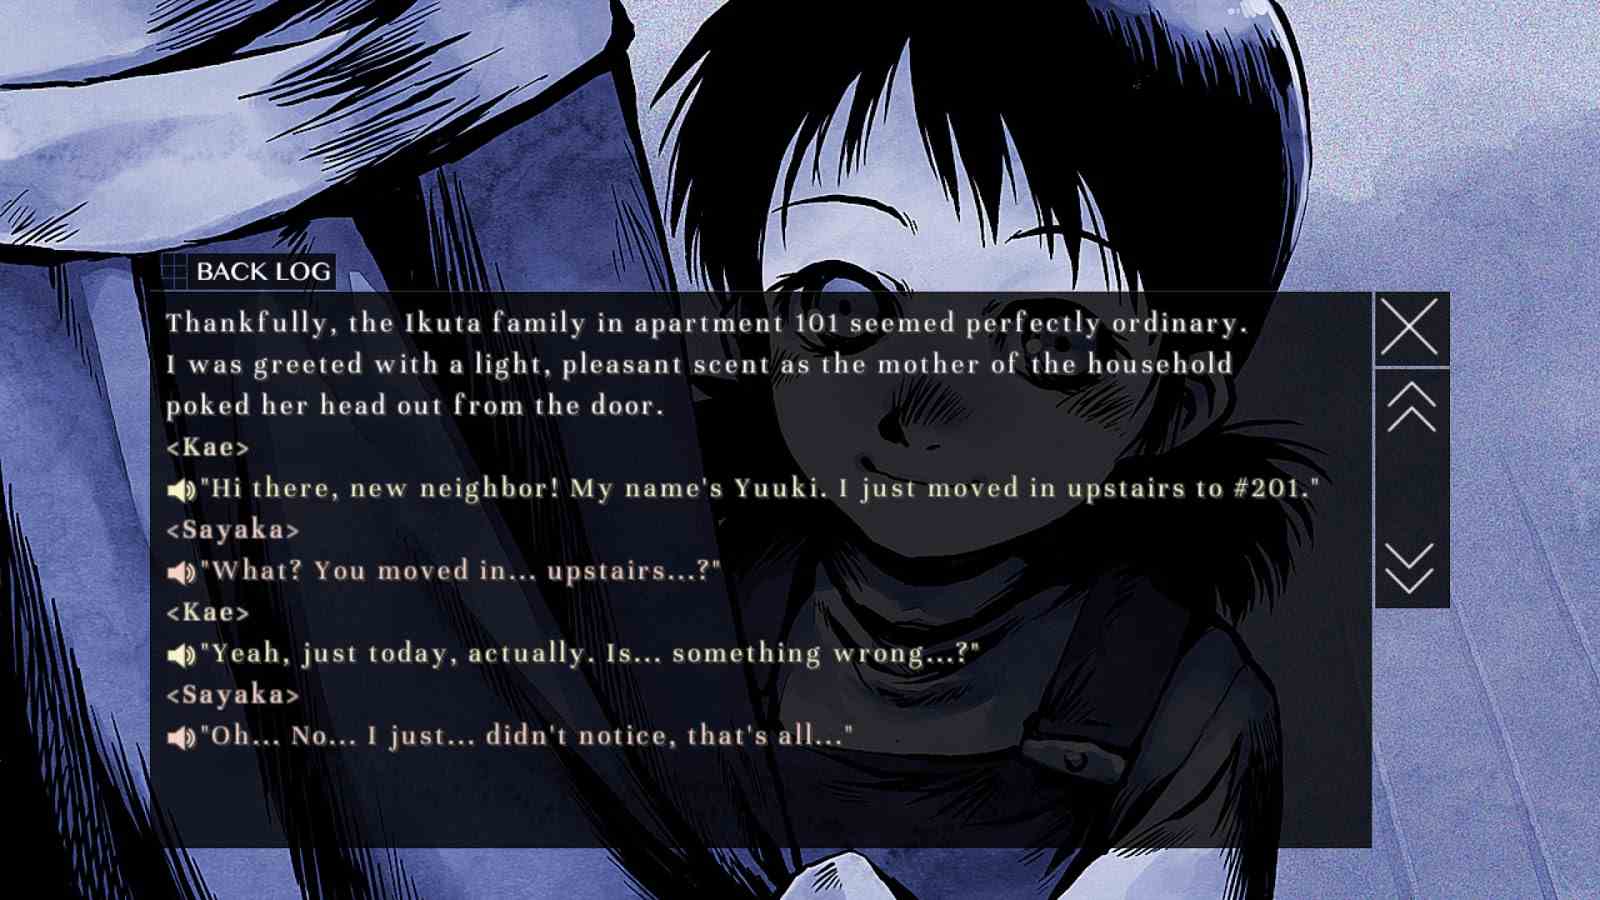 BACK LOG
Thankfully, the Ikuta family in apartment 101 seemed perfectly ordinary.
I was greeted with a light, pleasant scent as the mother of the household
poked her head out from the door.
<Kae>
"Hi there, new neighbor! My name's Yuuki. I just moved in upstairs to #201."
<Sayaka>
"What? You moved in... upstairs...?"
<Kae>
"Yeah, just today, actually. Is... something wrong...?"
<Sayaka>
"Oh... No... I just... didn't notice, that's all..."